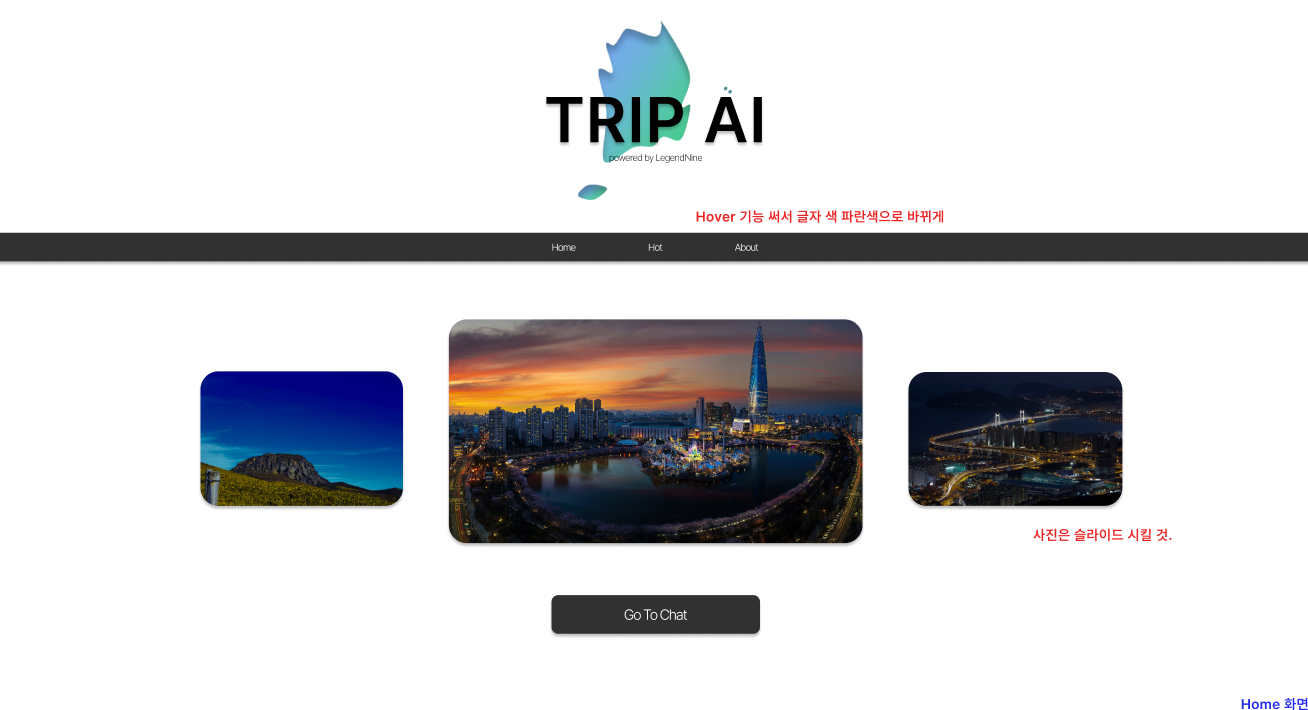 TRIP AI
powered by LegendNine
Hover 기능 써서 글자 색 파란색으로 바뀌게
Home Hot About
사진은 슬라이드 시킬 것.
Go To Chat
Home 화면